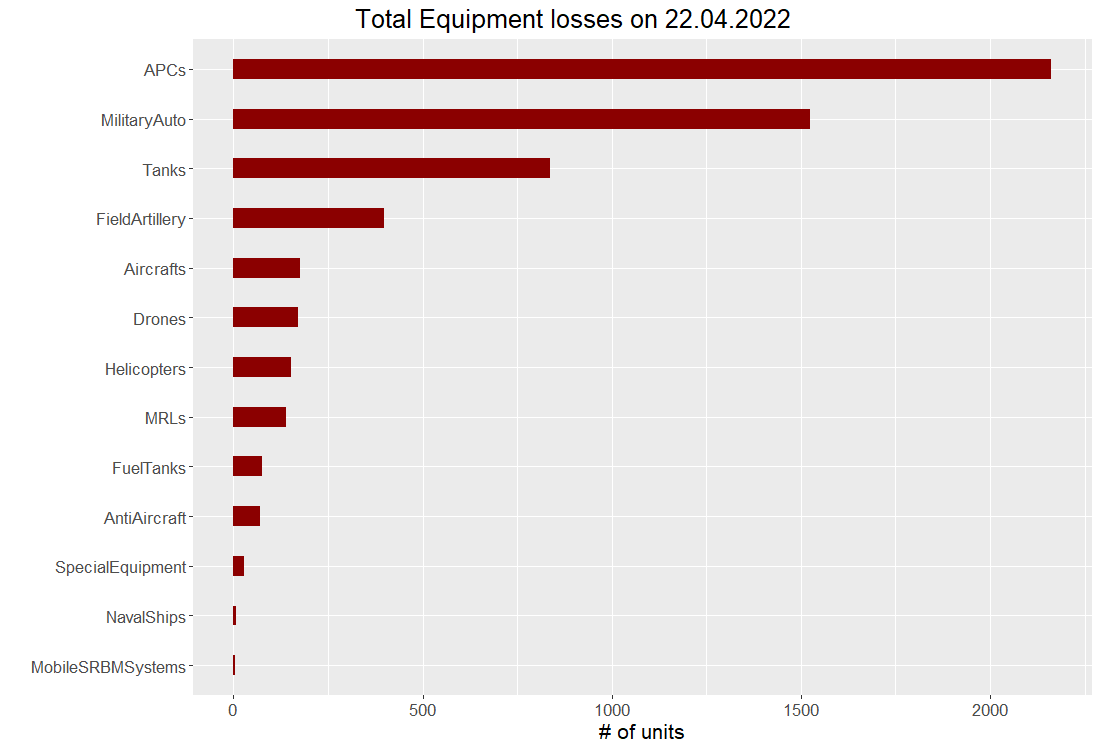 Total Equipment losses on 22.04.2022
APCs
MilitaryAuto
Tanks
FieldArtillery
Aircrafts
Drones
Helicopters
MRLs
FuelTanks
AntiAircraft
SpecialEquipment
NavalShips
MobileSRBMSystems
0 500 1000 1500 2000
# of units